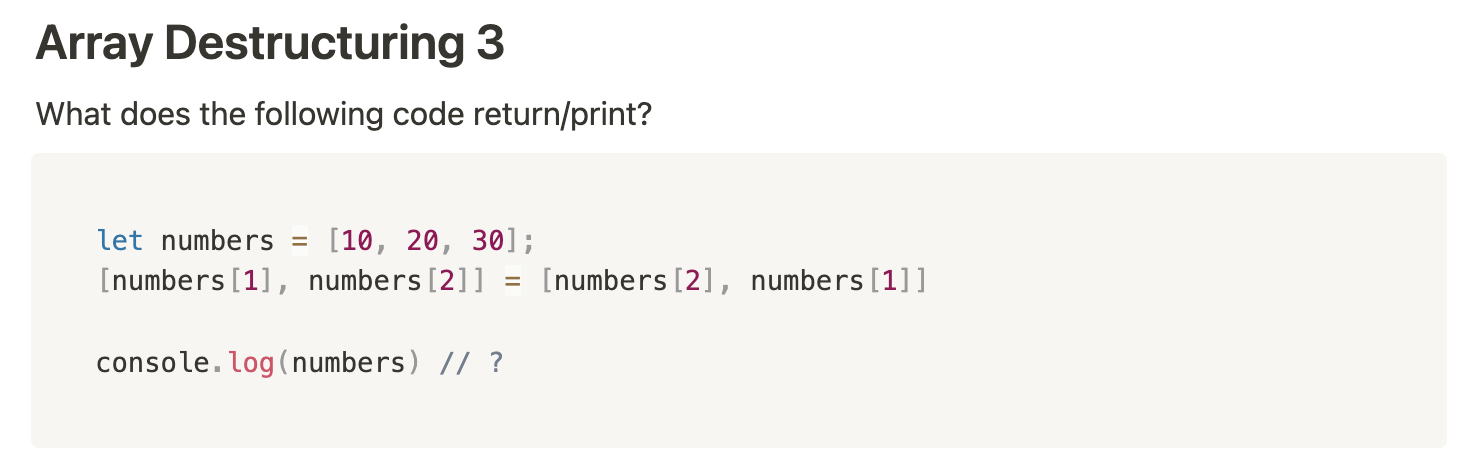 Array Destructuring 3
What does the following code return/print?
let numbers = [10, 20, 30];
[numbers[1], numbers[2]] = [numbers[2], numbers[1]]
console.log(numbers) // ?